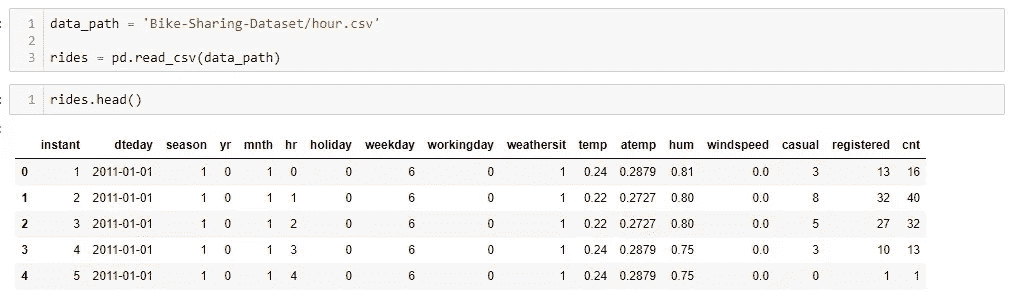 1 data_path = 'Bike-Sharing-Dataset/hour.csv'
2
3 rides = pd.read_csv(data_path)
1 rides.head()
instant dteday season yr mnth hr holiday weekday workingday weathersit temp atemp hum windspeed casual registered cnt
0 1 2011-01-01 1 0 1 0 0 6 0 1 0.24 0.2879 0.81 0.0 3 13 16
1 2 2011-01-01 1 0 1 1 0 6 0 1 0.22 0.2727 0.80 0.0 8 32 40
2 3 2011-01-01 1 0 1 2 0 6 0 1 0.22 0.2727 0.80 0.0 5 27 32
3 4 2011-01-01 1 0 1 3 0 6 0 1 0.24 0.2879 0.75 0.0 3 10 13
4 5 2011-01-01 1 0 1 4 0 6 0 1 0.24 0.2879 0.75 0.0 0 1 1